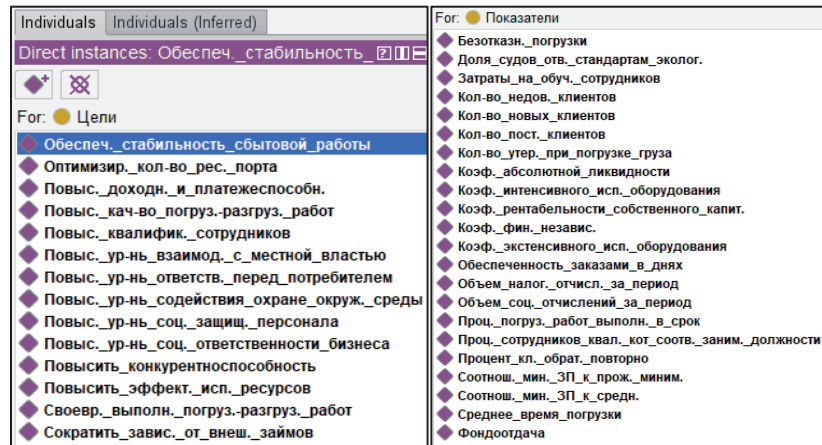 Individuals Individuals (Inferred)
Direct instances: Обеспеч._стабильность_
For: Цели
Обеспеч._стабильность_сбытовой_работы
Оптимизир._кол-во_рес._порта
Повыс._доходн._и_платежеспособн.
Повыс._кач-во_погруз.-разгруз._работ
Повыс._квалифик._сотрудников
Повыс._ур-нь_взаимод._с_местной_властью
Повыс._ур-нь_ответств._перед_потребителем
Повыс._ур-нь_содействия_охране_окруж._среды
Повыс._ур-нь_соц._защищ._персонала
Повыс._ур-нь_соц._ответственности_бизнеса
Повысить_конкурентноспособность
Повысить_эффект._исп._ресурсов
Своевр._выполн._погруз.-разгруз._работ
Сократить_завис._от_внеш._займов
For: Показатели
Безотказн._погрузки
Доля_судов_отв._стандартам_эколог.
Затраты_на_обуч._сотрудников
Кол-во_недов._клиентов
Кол-во_новых_клиентов
Кол-во_пост._клиентов
Кол-во_утер._при_погрузке_груза
Коэф._абсолютной_ликвидности
Коэф._интенсивного_исп._оборудования
Коэф._рентабельности_собственного_капит.
Коэф._фин._независ.
Коэф._экстенсивного_исп._оборудования
Обеспеченность_заказами_в_днях
Объем_налог._отчисл._за_период
Объем_соц._отчислений_за_период
Проц._погруз._работ_выполн._в_срок
Проц._сотрудников_квал._кот_соотв._заним._должности
Процент_кл._обрат._повторно
Соотнош._мин._ЗП_к_прож._миним.
Соотнош._мин._ЗП_к_средн.
Среднее_время_погрузки
Фондоотдача